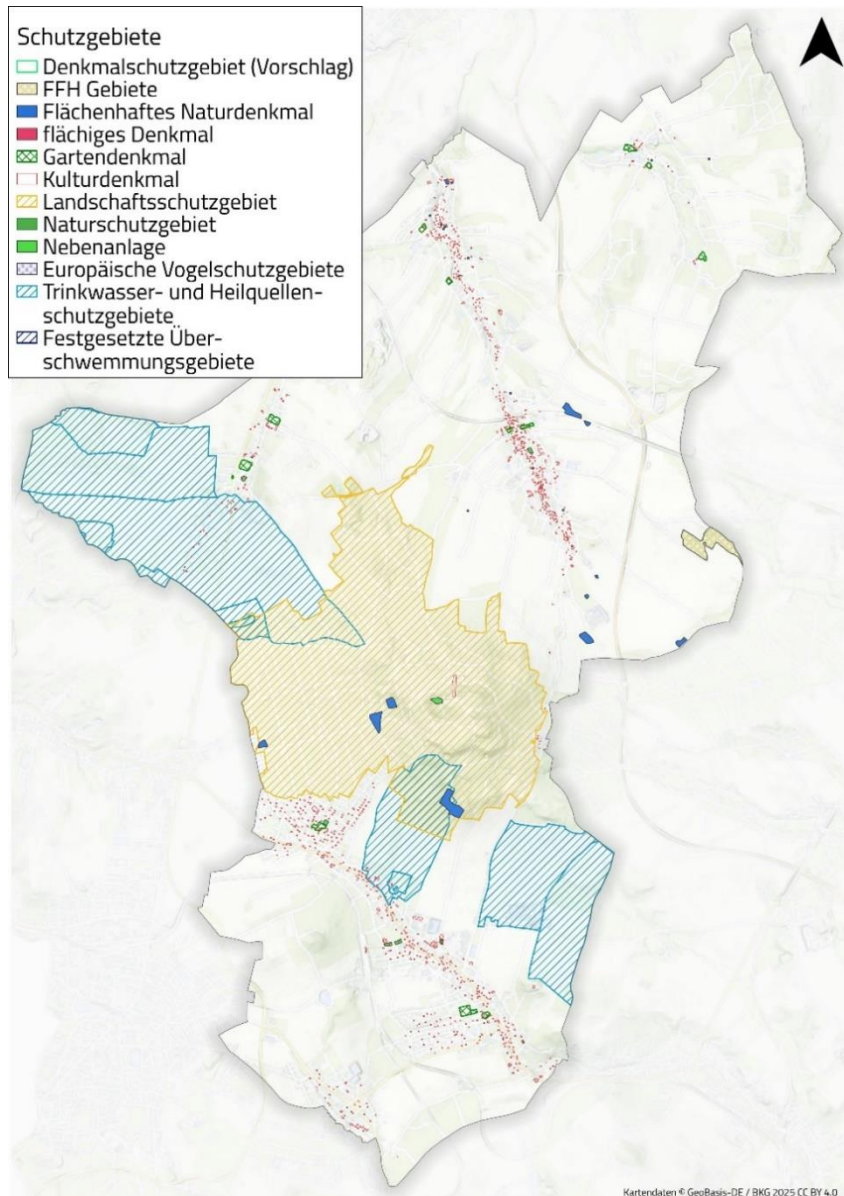 Schutzgebiete
Denkmalschutzgebiet (Vorschlag)
FFH Gebiete
Flächenhaftes Naturdenkmal
flächiges Denkmal
Gartendenkmal
Kulturdenkmal
Landschaftsschutzgebiet
Naturschutzgebiet
Nebenanlage
Europäische Vogelschutzgebiete
Trinkwasser- und Heilquellen-
schutzgebiete
Festgesetzte Über-
schwemmungsgebiete
Kartendaten © GeoBasis-DE / BKG 2025 CC BY 4.0